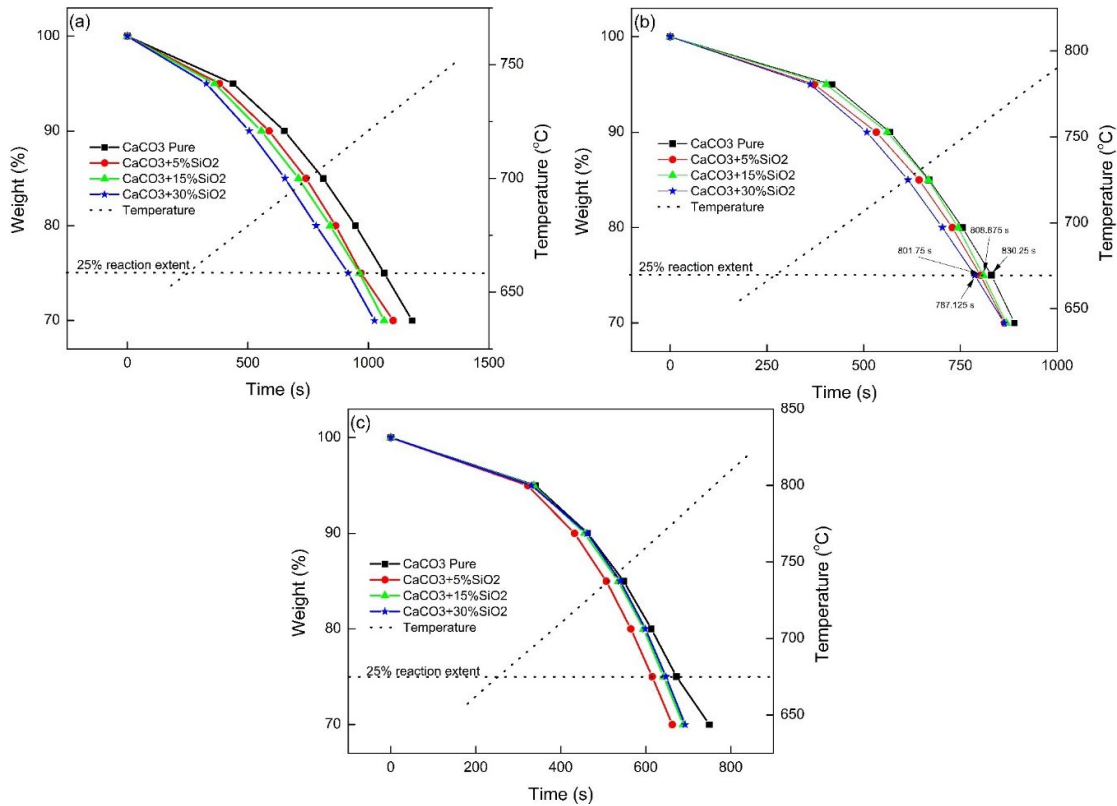 (a)
100
90
80
70
Weight (%)
CaCO3 Pure
CaCO3+5%SiO2
CaCO3+15%SiO2
CaCO3+30%SiO2
Temperature
25% reaction extent
0
500
1000
1500
Time (s)
750
700
650
Temperature (°C)
(b)
100
90
80
70
Weight (%)
CaCO3 Pure
CaCO3+5%SiO2
CaCO3+15%SiO2
CaCO3+30%SiO2
Temperature
25% reaction extent
808.875 s
801.75 s
830.25 s
787.125 s
0
250
500
750
1000
Time (s)
800
750
700
650
Temperature (°C)
(c)
100
90
80
70
Weight (%)
CaCO3 Pure
CaCO3+5%SiO2
CaCO3+15%SiO2
CaCO3+30%SiO2
Temperature
25% reaction extent
0
200
400
600
800
Time (s)
850
800
750
700
650
Temperature (°C)